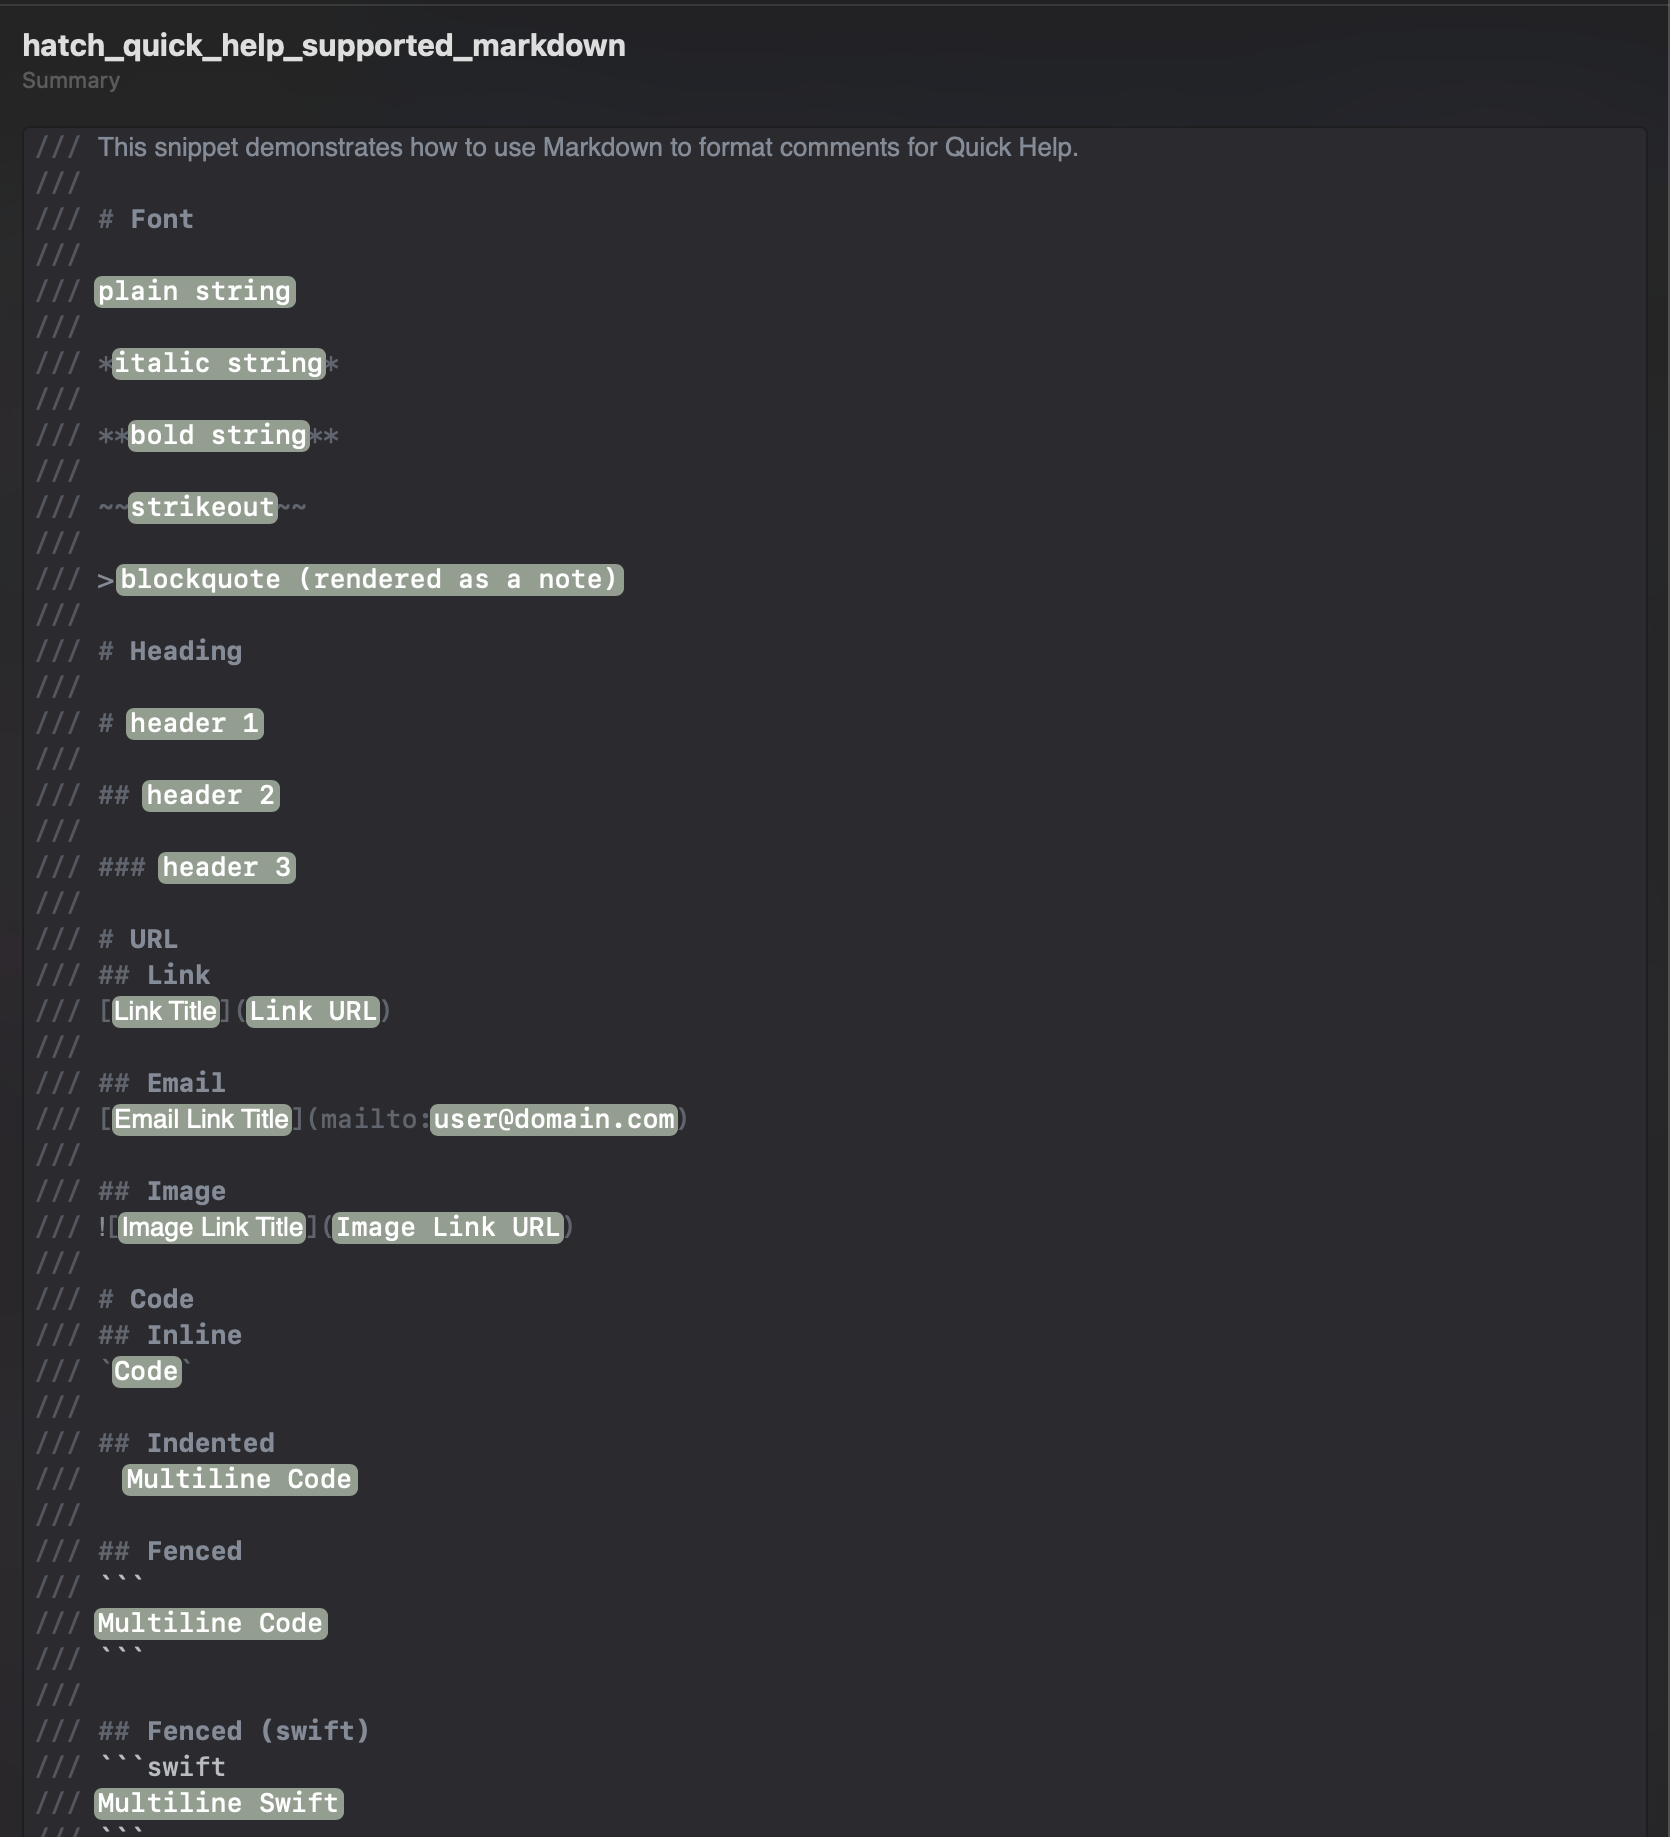 hatch_quick_help_supported_markdown
Summary
/// This snippet demonstrates how to use Markdown to format comments for Quick Help.
///
/// # Font
///
/// plain string
///
/// *italic string*
///
/// **bold string**
///
/// ~~strikeout~~
///
/// >blockquote (rendered as a note)
///
/// # Heading
///
/// # header 1
///
/// ## header 2
///
/// ### header 3
///
/// # URL
/// ## Link
/// [Link Title](Link URL)
///
/// ## Email
/// [Email Link Title](mailto:user@domain.com)
///
/// ## Image
/// ![Image Link Title](Image Link URL)
///
/// # Code
/// ## Inline
/// `Code`
///
/// ## Indented
///   Multiline Code
///
/// ## Fenced
/// ```
/// Multiline Code
/// ```
///
/// ## Fenced (swift)
/// ```swift
/// Multiline Swift
/// ```